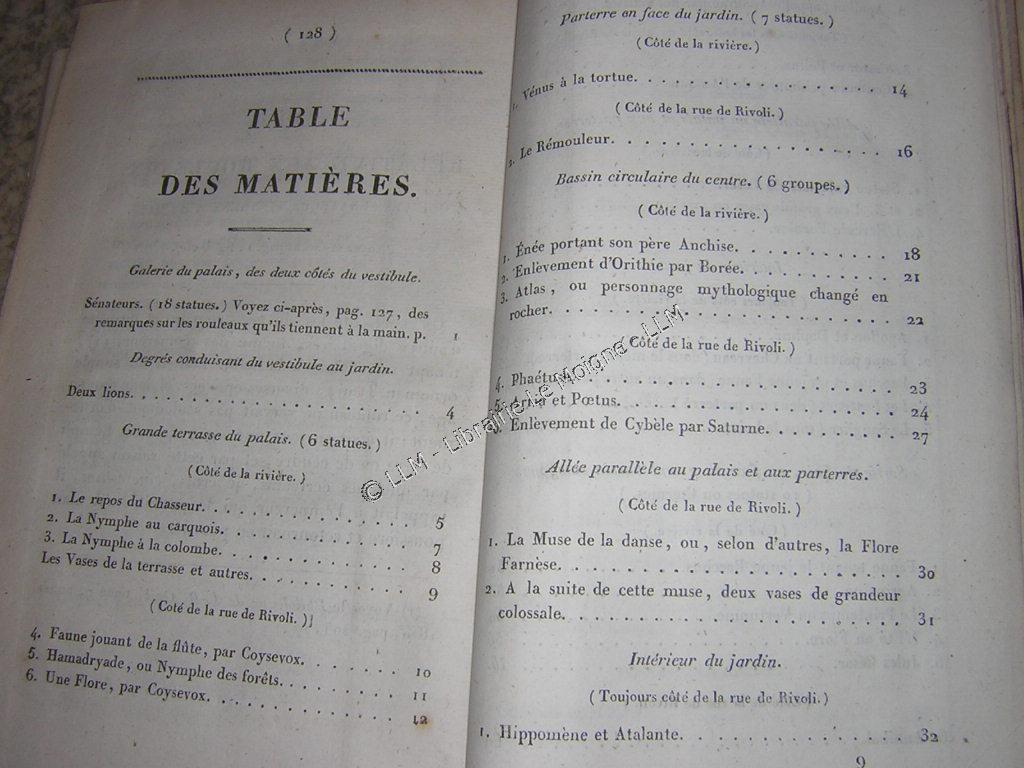 ( 128 )
TABLE
DES MATIÈRES.
Galerie du palais, des deux côtés du vestibule.
Sénateurs. ( 18 statues. ) Voyez ci-après, pag. 127, des
remarques sur les rouleaux qu'ils tiennent à la main. p. 1
Degrés conduisant du vestibule au jardin.
Deux lions. . . . . . . . . . . . . . . . . 4
Grande terrasse du palais. ( 6 statues. )
( Côté de la rivière. )
1. Le repos du Chasseur. . . . . . . . . . . . 5
2. La Nymphe au carquois. . . . . . . . . . . 7
3. La Nymphe à la colombe. . . . . . . . . . . 8
Les Vases de la terrasse et autres. . . . . . . . . 9
( Coté de la rue de Rivoli. )
4. Faune jouant de la flûte, par Coysevox. . . . . . 10
5. Hamadryade, ou Nymphe des forêts. . . . . . . 11
6. Une Flore, par Coysevox. . . . . . . . . . . 12
Parterre en face du jardin. ( 7 statues. )
( Côté de la rivière. )
1. Vénus à la tortue. . . . . . . . . . . . . . 14
( Côté de la rue de Rivoli. )
2. Le Rémouleur. . . . . . . . . . . . . . . 16
Bassin circulaire du centre. ( 6 groupes. )
( Côté de la rivière. )
1. Énée portant son père Anchise. . . . . . . . . 18
2. Enlèvement d'Orithie par Borée. . . . . . . . . 21
3. Atlas, ou personnage mythologique changé en
rocher. . . . . . . . . . . . . . . . . . 22
( Côté de la rue de Rivoli. )
4. Phaétuse. . . . . . . . . . . . . . . . . 23
5. Arria et Pœtus. . . . . . . . . . . . . . . 24
6. Enlèvement de Cybèle par Saturne. . . . . . . . 27
Allée parallèle au palais et aux parterres.
( Côté de la rue de Rivoli. )
1. La Muse de la danse, ou, selon d'autres, la Flore
Farnèse. . . . . . . . . . . . . . . . . . 30
2. A la suite de cette muse, deux vases de grandeur
colossale. . . . . . . . . . . . . . . . . 31
Intérieur du jardin.
( Toujours côté de la rue de Rivoli. )
1. Hippomène et Atalante. . . . . . . . . . . . 32
9
© LLM - Librairie Le Moigne - LLM